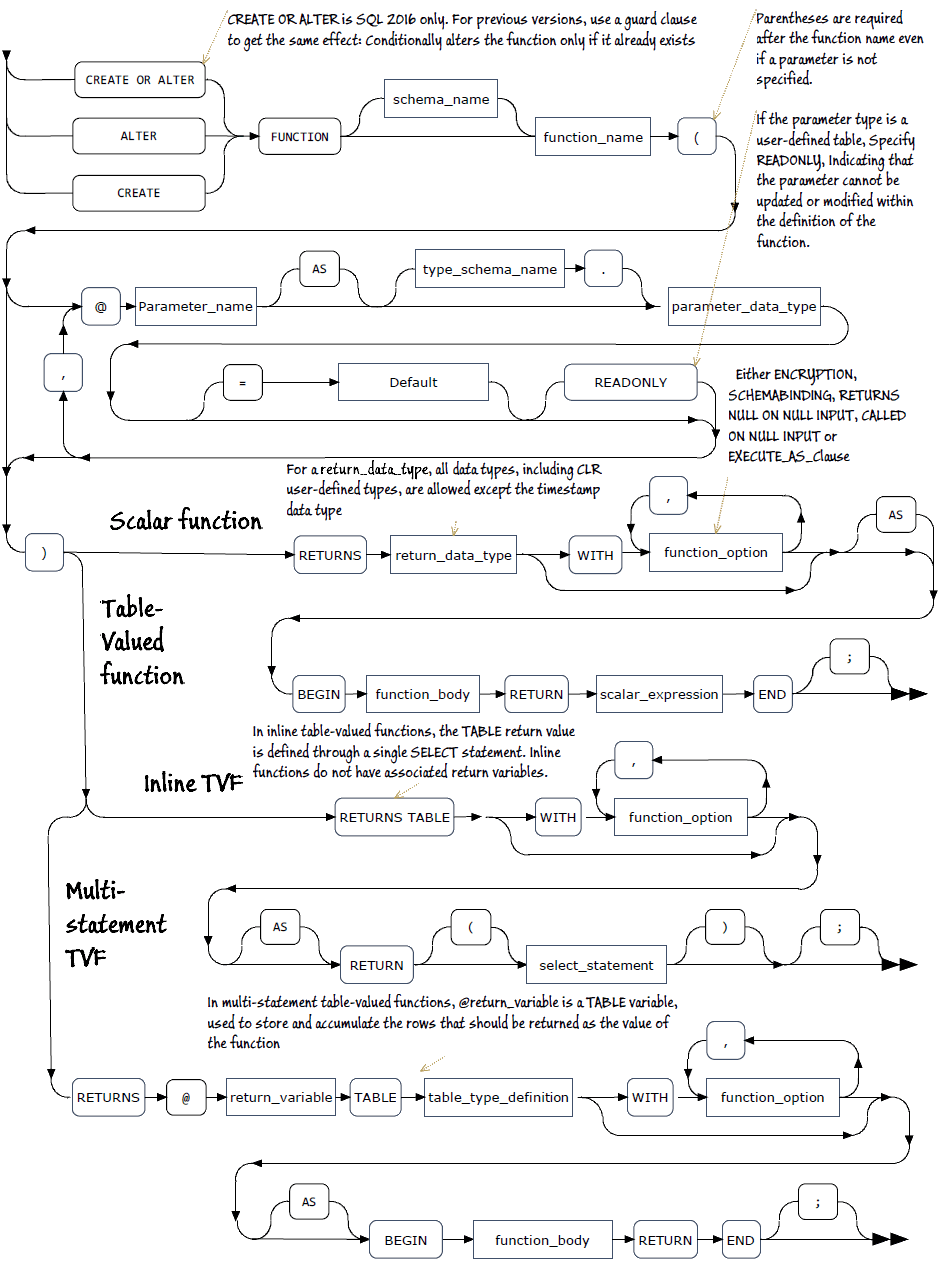 CREATE OR ALTER is SQL 2016 only. For previous versions, use a guard clause
to get the same effect: Conditionally alters the function only if it already exists
Parentheses are required
after the function name even
if a parameter is not
specified.
CREATE OR ALTER
schema_name
ALTER
FUNCTION
function_name
(
CREATE
If the parameter type is a
user-defined table, Specify
READONLY, Indicating that
the parameter cannot be
updated or modified within
the definition of the
function.
AS
type_schema_name
.
@
Parameter_name
parameter_data_type
,
=
Default
READONLY
Either ENCRYPTION,
SCHEMABINDING, RETURNS
NULL ON NULL INPUT, CALLED
ON NULL INPUT or
EXECUTE_AS_Clause
For a return_data_type, all data types, including CLR
user-defined types, are allowed except the timestamp
data type
Scalar function
,
AS
)
RETURNS
return_data_type
WITH
function_option
Table-
Valued
function
;
BEGIN
function_body
RETURN
scalar_expression
END
In inline table-valued functions, the TABLE return value
is defined through a single SELECT statement. Inline
functions do not have associated return variables.
Inline TVF
,
RETURNS TABLE
WITH
function_option
Multi-
statement
TVF
AS
(
)
;
RETURN
select_statement
In multi-statement table-valued functions, @return_variable is a TABLE variable,
used to store and accumulate the rows that should be returned as the value of
the function
,
RETURNS
@
return_variable
TABLE
table_type_definition
WITH
function_option
AS
;
BEGIN
function_body
RETURN
END